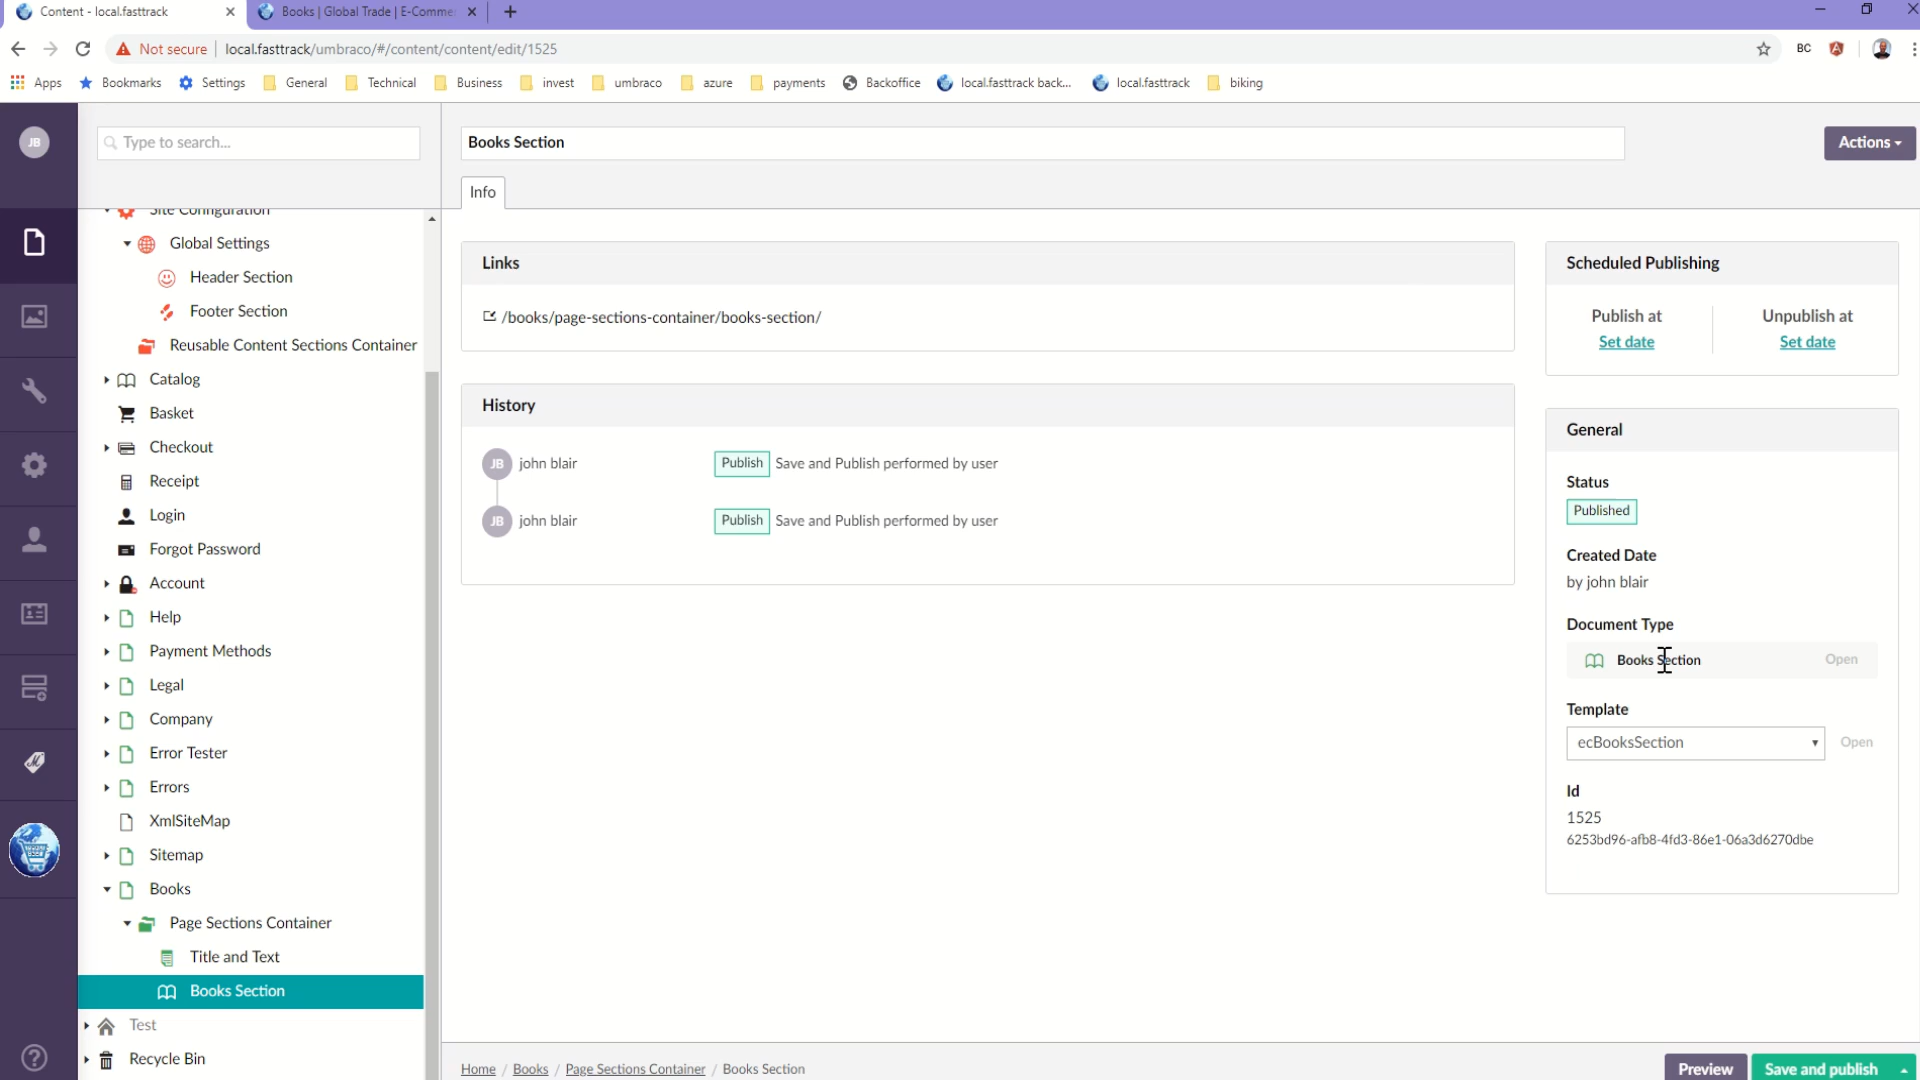 Content - local.fasttrack
Books | Global Trade | E-Comme
Not secure
local.fasttrack/umbraco/#/content/content/edit/1525
BC
Apps
Bookmarks
Settings
General
Technical
Business
invest
umbraco
azure
payments
Backoffice
local.fasttrack back...
local.fasttrack
biking
JB
Type to search...
Books Section
Actions
Info
Site Configuration
Global Settings
Header Section
Footer Section
Reusable Content Sections Container
Catalog
Basket
Checkout
Receipt
Login
Forgot Password
Account
Help
Payment Methods
Legal
Company
Error Tester
Errors
XmlSiteMap
Sitemap
Books
Page Sections Container
Title and Text
Books Section
Test
Recycle Bin
Links
/books/page-sections-container/books-section/
History
JB john blair Publish Save and Publish performed by user
JB john blair Publish Save and Publish performed by user
Scheduled Publishing
Publish at
Set date
Unpublish at
Set date
General
Status
Published
Created Date
by john blair
Document Type
Books Section Open
Template
ecBooksSection Open
Id
1525
6253bd96-afb8-4fd3-86e1-06a3d6270dbe
Home / Books / Page Sections Container / Books Section
Preview
Save and publish